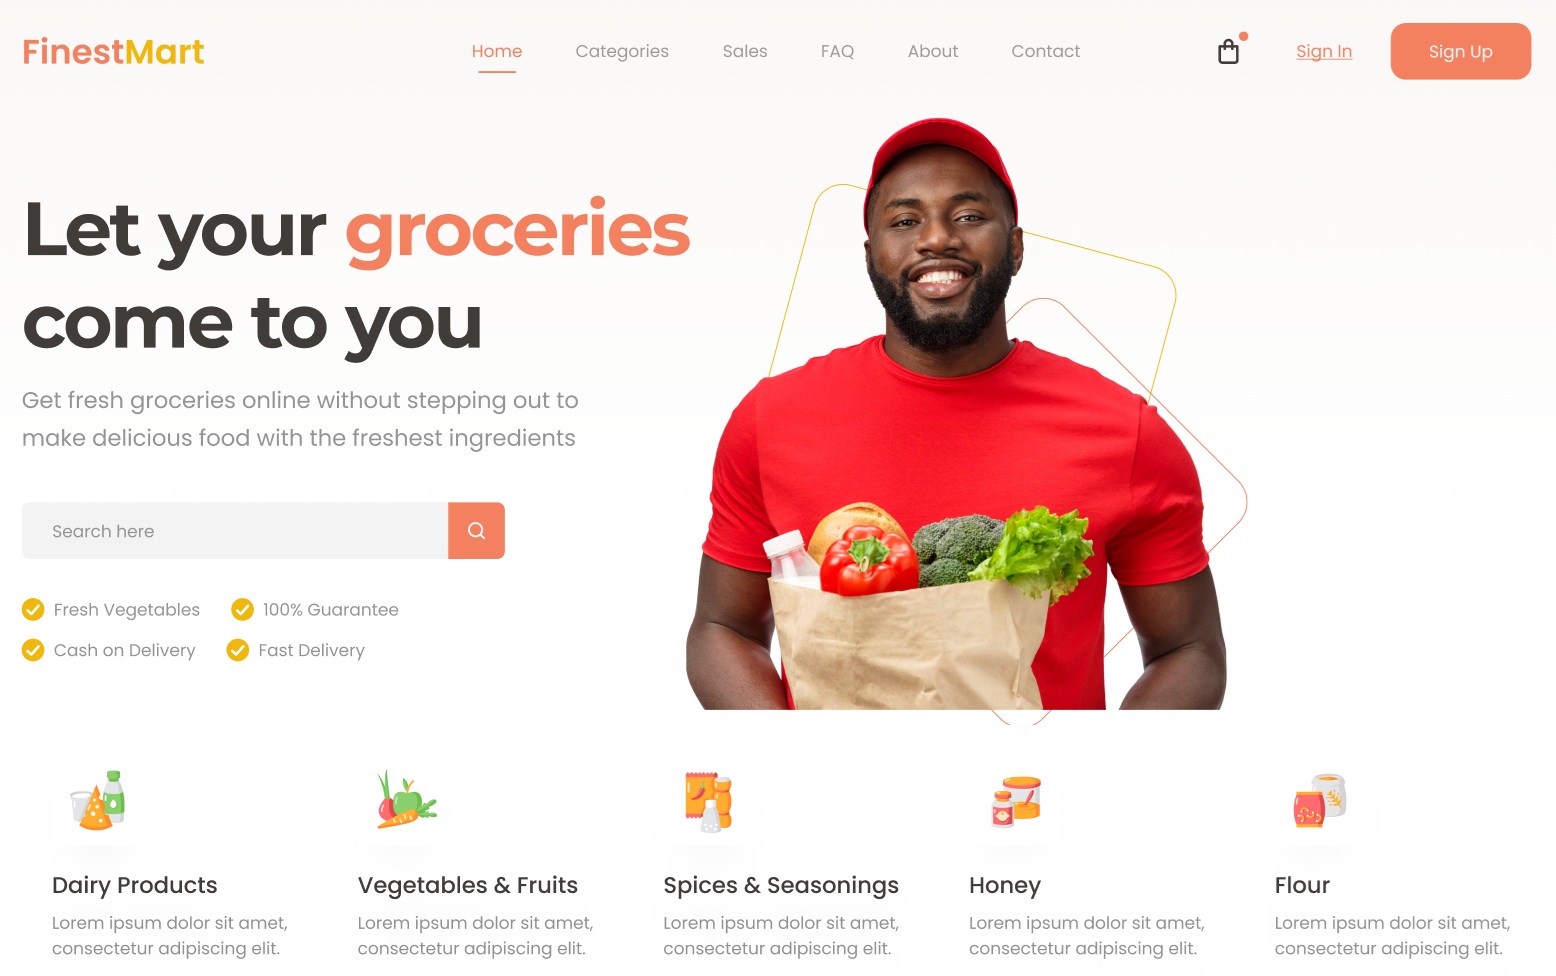 FinestMart
Home Categories Sales FAQ About Contact Sign In Sign Up
Let your groceries
come to you
Get fresh groceries online without stepping out to
make delicious food with the freshest ingredients
Search here
Fresh Vegetables 100% Guarantee
Cash on Delivery Fast Delivery
Dairy Products
Lorem ipsum dolor sit amet,
consectetur adipiscing elit.
Vegetables & Fruits
Lorem ipsum dolor sit amet,
consectetur adipiscing elit.
Spices & Seasonings
Lorem ipsum dolor sit amet,
consectetur adipiscing elit.
Honey
Lorem ipsum dolor sit amet,
consectetur adipiscing elit.
Flour
Lorem ipsum dolor sit amet,
consectetur adipiscing elit.